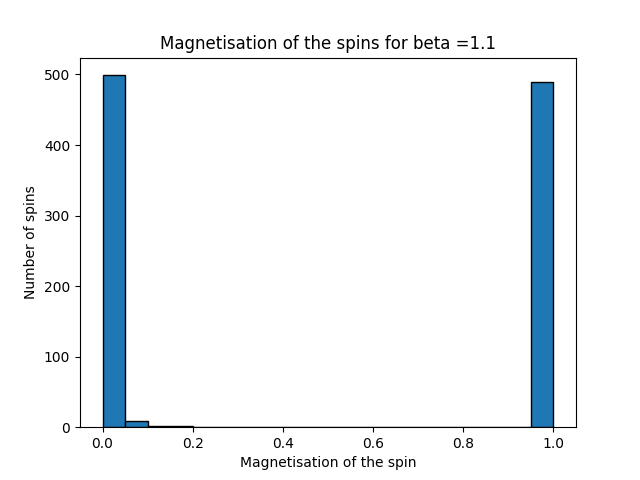 Magnetisation of the spins for beta =1.1
500
400
300
200
100
0
Number of spins
0.0 0.2 0.4 0.6 0.8 1.0
Magnetisation of the spin